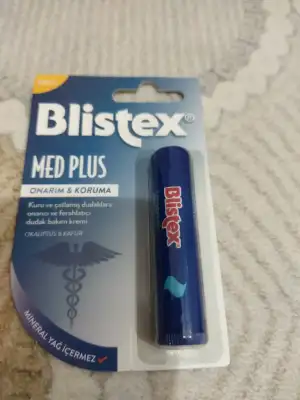 Blistex®
MED PLUS
ONARIM & KORUMA
Kuru ve çatlamış dudakları
onarıcı ve ferahlatıcı
dudak bakım kremi
OKALİPTUS & KAFUR
Blistex
MİNERAL YAĞ İÇERMEZ